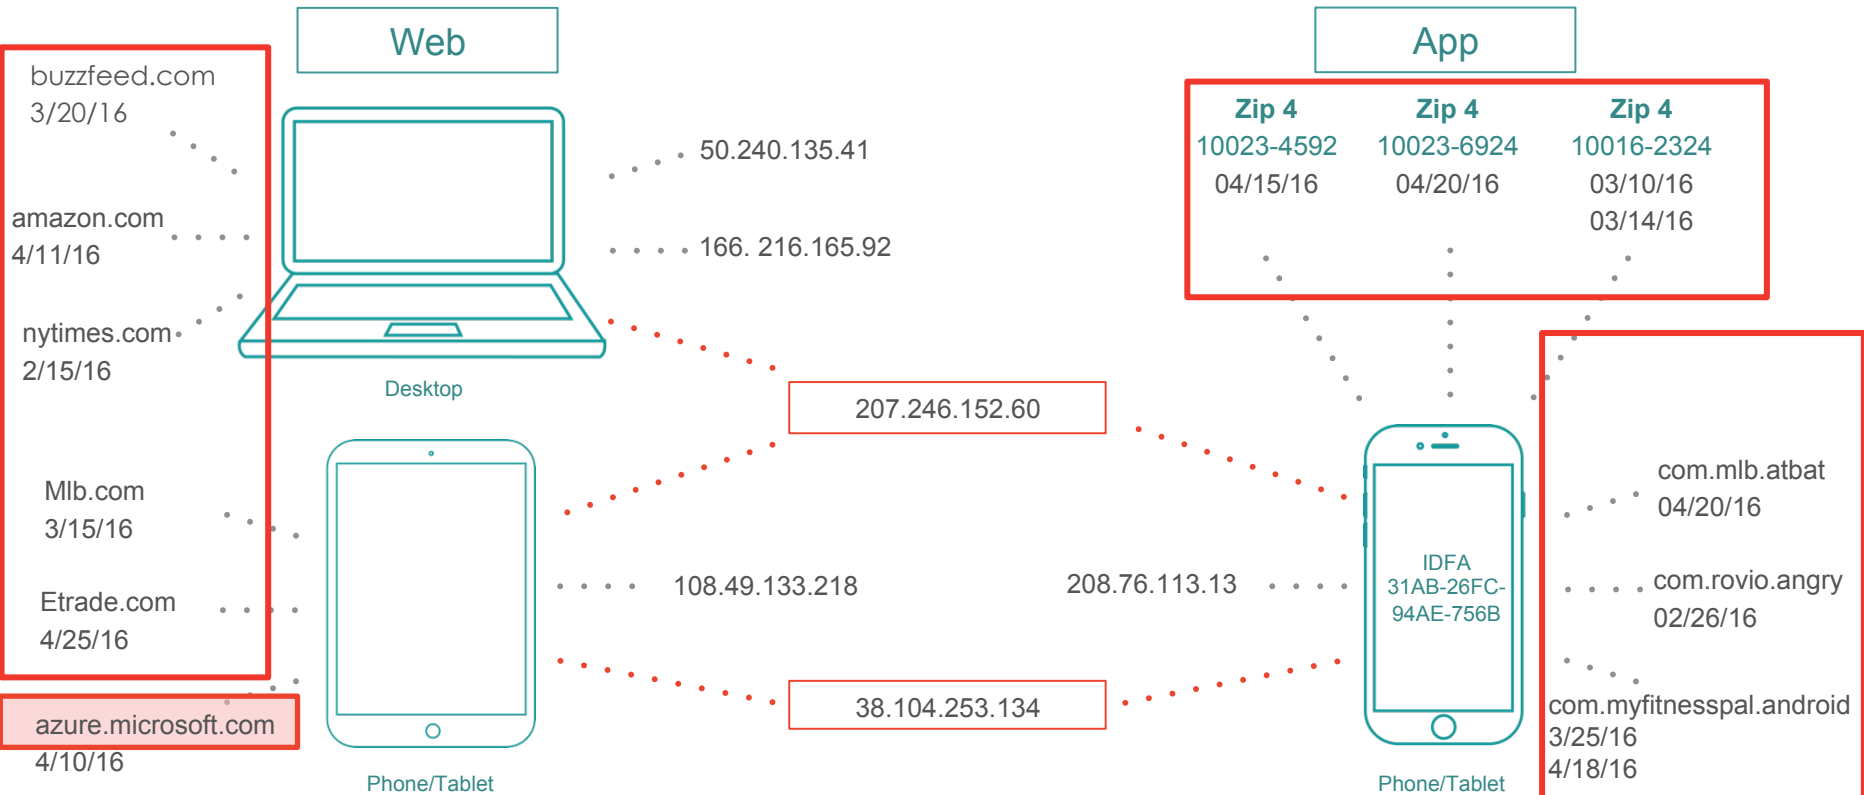 Web
App
buzzfeed.com
3/20/16
amazon.com
4/11/16
nytimes.com
2/15/16
Mlb.com
3/15/16
Etrade.com
4/25/16
azure.microsoft.com
4/10/16
Desktop
Phone/Tablet
50.240.135.41
166. 216.165.92
207.246.152.60
108.49.133.218
208.76.113.13
38.104.253.134
Zip 4
10023-4592
04/15/16
Zip 4
10023-6924
04/20/16
Zip 4
10016-2324
03/10/16
03/14/16
IDFA
31AB-26FC-
94AE-756B
Phone/Tablet
com.mlb.atbat
04/20/16
com.rovio.angry
02/26/16
com.myfitnesspal.android
3/25/16
4/18/16